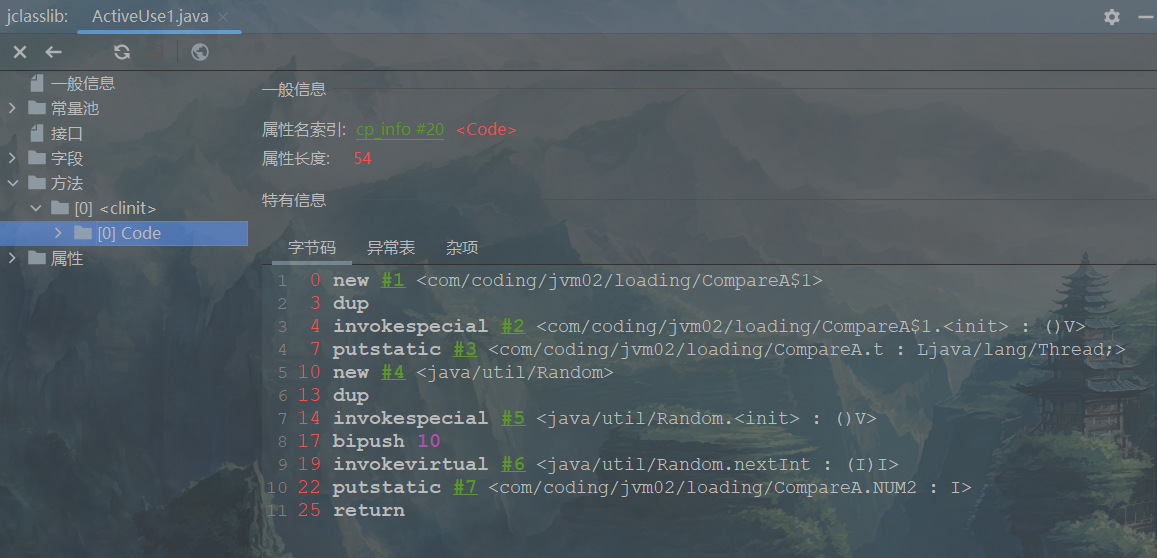 jclasslib: ActiveUse1.java
一般信息
常量池
接口
字段
方法
[0] <clinit>
[0] Code
属性
一般信息
属性名索引: cp_info #20 <Code>
属性长度: 54
特有信息
字节码 异常表 杂项
1 0 new #1 <com/coding/jvm02/loading/CompareA$1>
2 3 dup
3 4 invokespecial #2 <com/coding/jvm02/loading/CompareA$1.<init> : ()V>
4 7 putstatic #3 <com/coding/jvm02/loading/CompareA.t : Ljava/lang/Thread;>
5 10 new #4 <java/util/Random>
6 13 dup
7 14 invokespecial #5 <java/util/Random.<init> : ()V>
8 17 bipush 10
9 19 invokevirtual #6 <java/util/Random.nextInt : (I)I>
10 22 putstatic #7 <com/coding/jvm02/loading/CompareA.NUM2 : I>
11 25 return